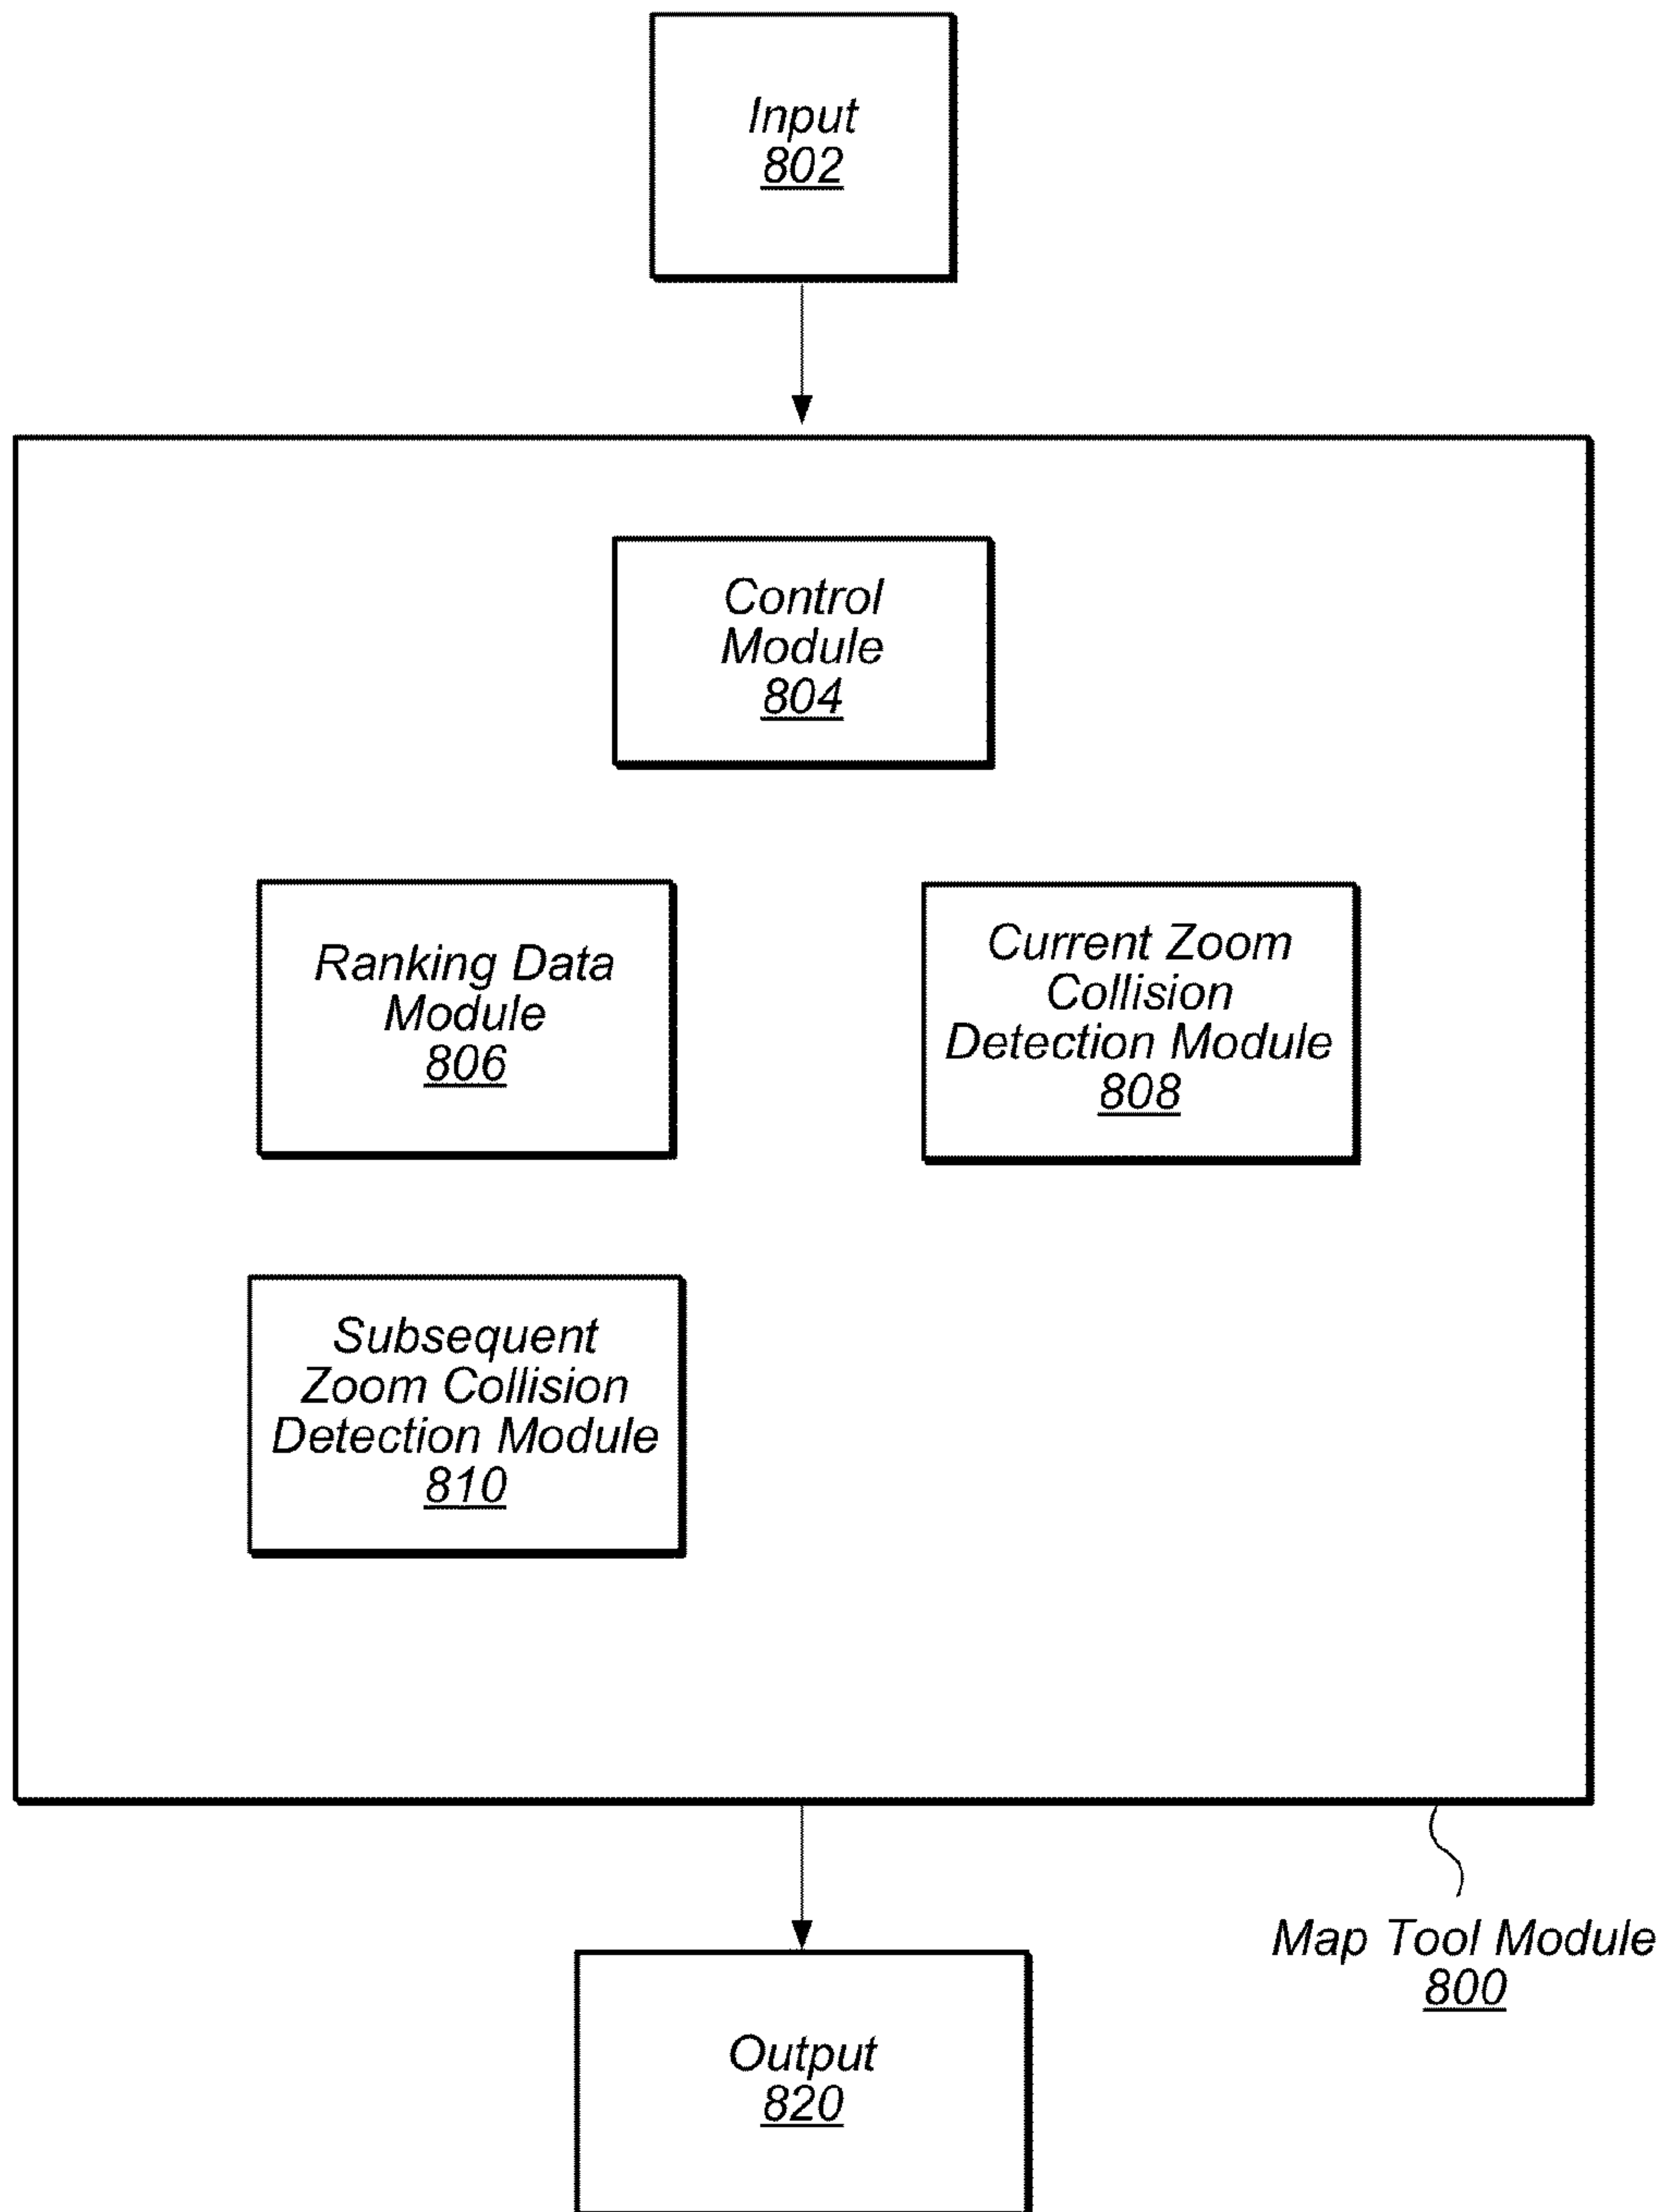 Input
802
Control
Module
804
Ranking Data
Module
806
Current Zoom
Collision
Detection Module
808
Subsequent
Zoom Collision
Detection Module
810
Map Tool Module
800
Output
820